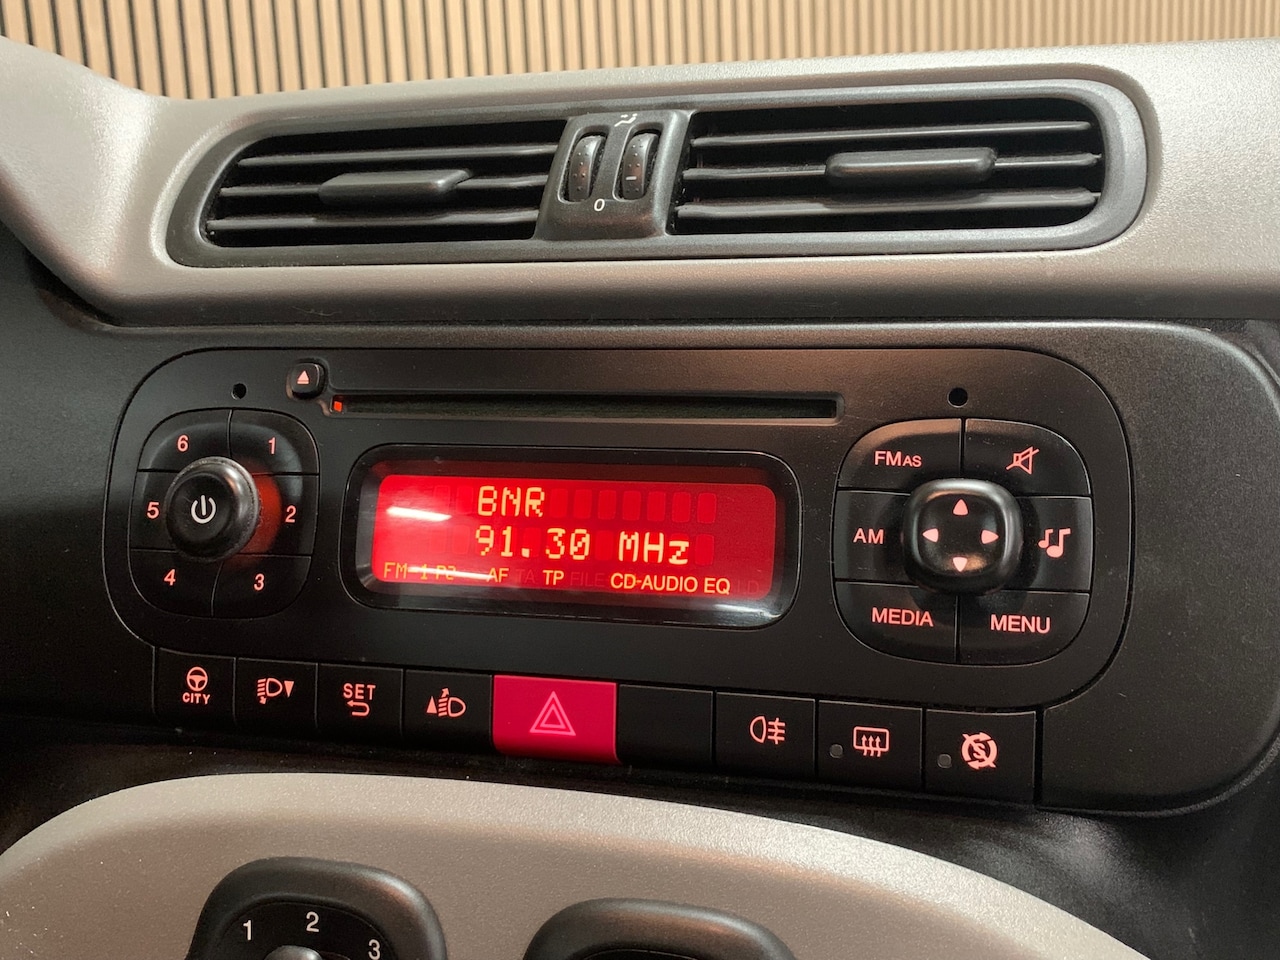 0
6 1
5 2
4 3
BNR
91.30 MHz
FM 1 P2 AF TA TP FILE CD-AUDIO EQ
FMAS
AM
MEDIA MENU
CITY
SET
1 2 3